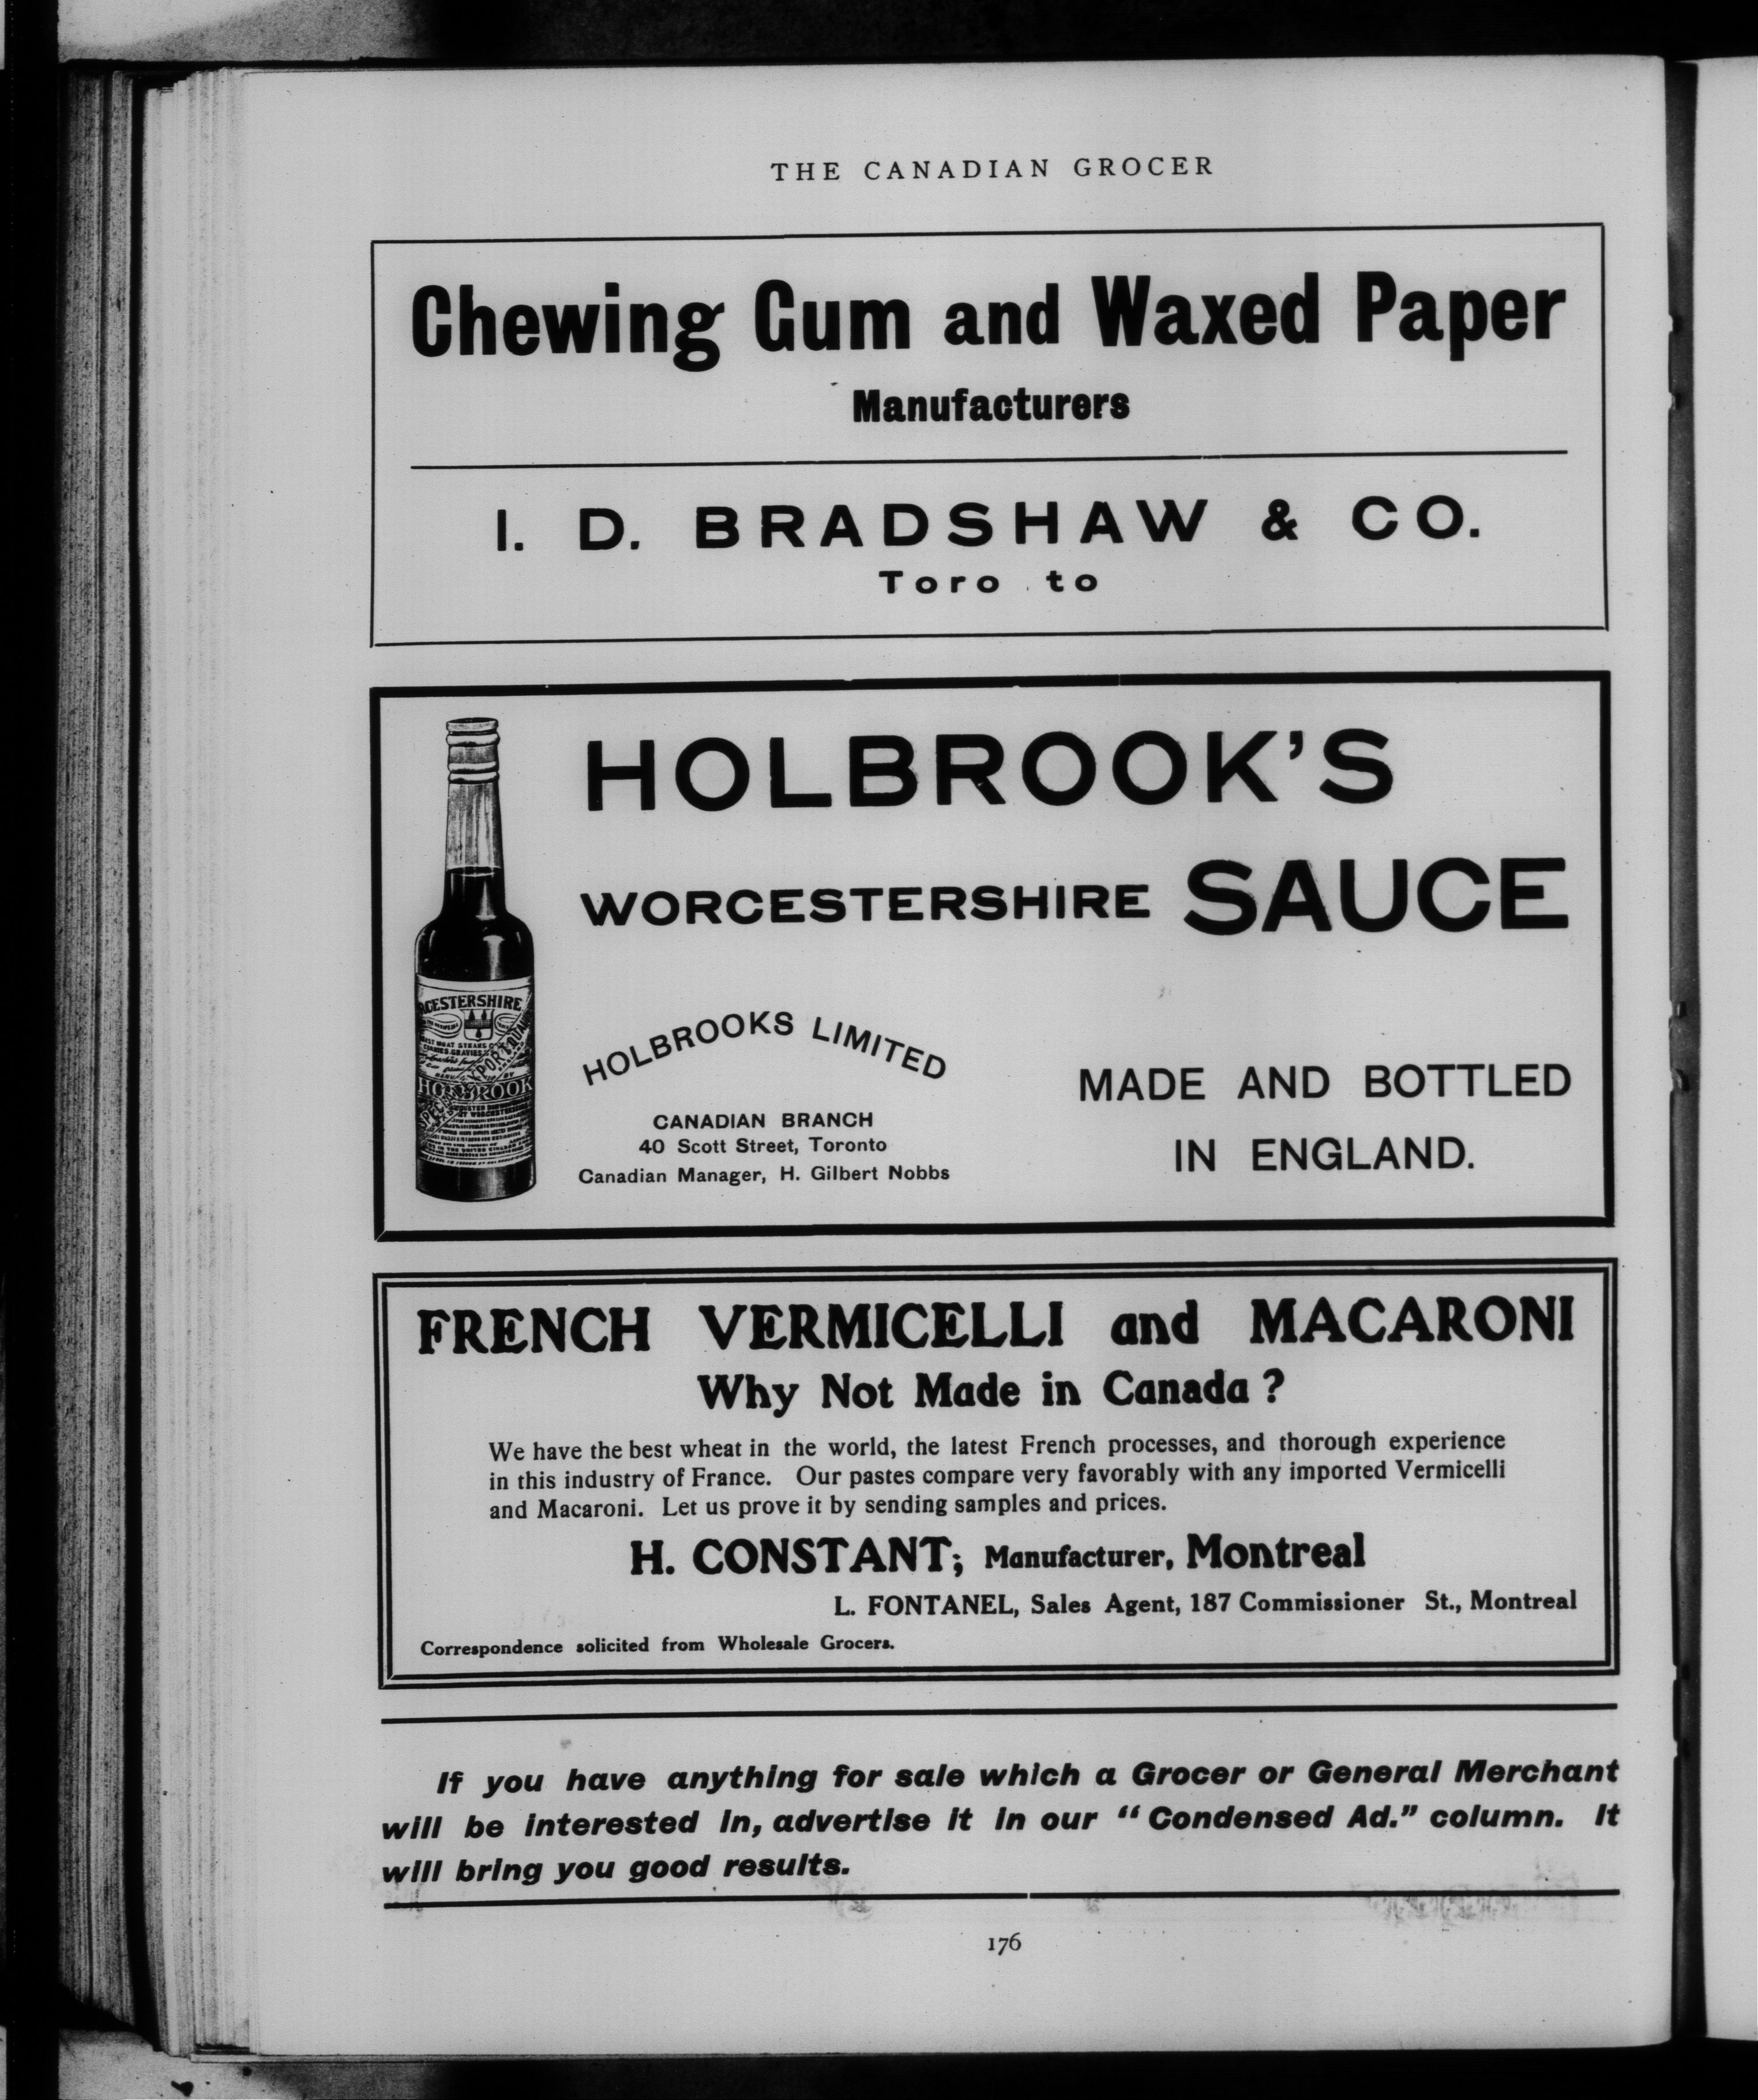 THE CANADIAN GROCER
Chewing Gum and Waxed Paper
Manufacturers
I. D. BRADSHAW & CO.
Toro to
HOLBROOK'S
WORCESTERSHIRE SAUCE
RCESTERSHIRE
HOLBROOK
HOLBROOKS LIMITED
CANADIAN BRANCH
40 Scott Street, Toronto
Canadian Manager, H. Gilbert Nobbs
MADE AND BOTTLED
IN ENGLAND.
FRENCH VERMICELLI and MACARONI
Why Not Made in Canada ?
We have the best wheat in the world, the latest French processes, and thorough experience
in this industry of France. Our pastes compare very favorably with any imported Vermicelli
and Macaroni. Let us prove it by sending samples and prices.
H. CONSTANT; Manufacturer, Montreal
L. FONTANEL, Sales Agent, 187 Commissioner St., Montreal
Correspondence solicited from Wholesale Grocers.
If you have anything for sale which a Grocer or General Merchant
will be interested in, advertise it in our "Condensed Ad." column. It
will bring you good results.
176